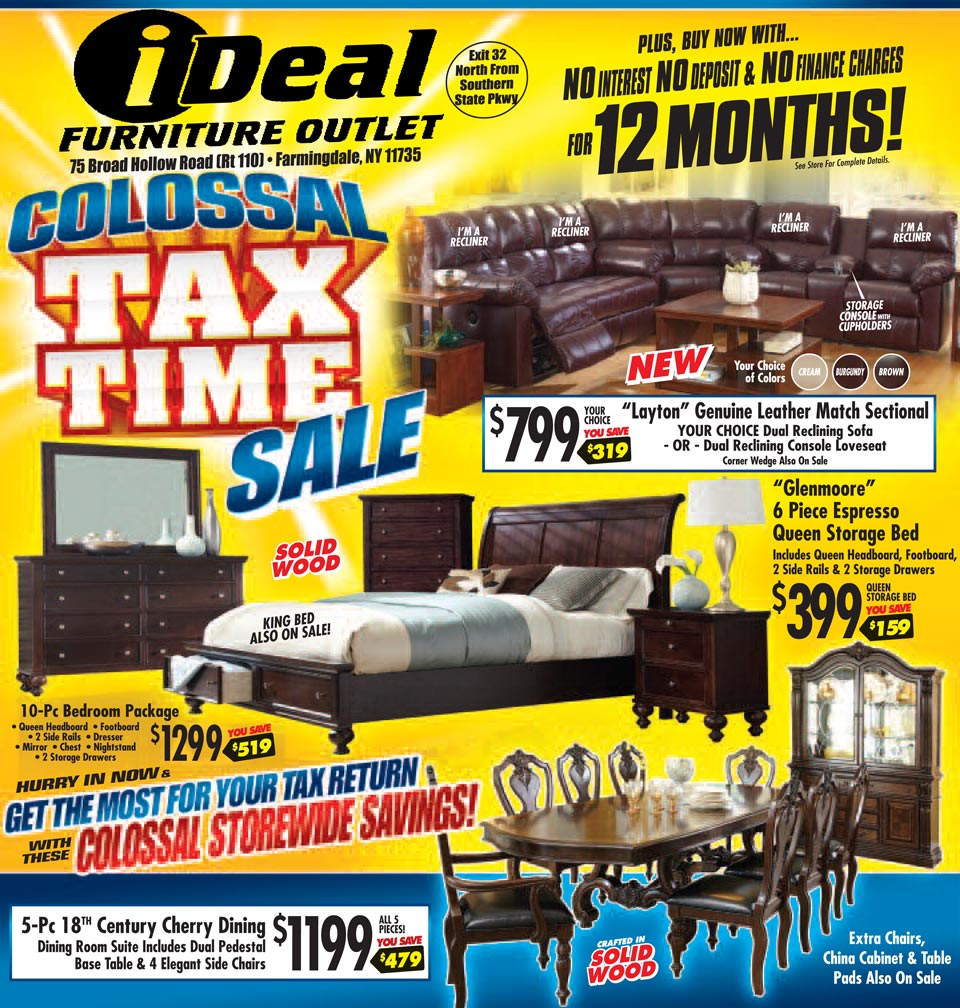 iDeal
FURNITURE OUTLET
75 Broad Hollow Road (Rt 110) • Farmingdale, NY 11735
Exit 32
North From
Southern
State Pkwy
PLUS, BUY NOW WITH...
NO INTEREST NO DEPOSIT & NO FINANCE CHARGES
FOR 12 MONTHS!
See Store For Complete Details.
COLOSSAL
TAX
TIME
SALE
I'M A
RECLINER
I'M A
RECLINER
I'M A
RECLINER
I'M A
RECLINER
STORAGE
CONSOLE WITH
CUPHOLDERS
NEW
Your Choice
of Colors
CREAM
BURGUNDY
BROWN
$799
YOUR
CHOICE
YOU SAVE
$319
"Layton" Genuine Leather Match Sectional
YOUR CHOICE Dual Reclining Sofa
- OR - Dual Reclining Console Loveseat
Corner Wedge Also On Sale
"Glenmoore"
6 Piece Espresso
Queen Storage Bed
Includes Queen Headboard, Footboard,
2 Side Rails & 2 Storage Drawers
$399
QUEEN
STORAGE BED
YOU SAVE
$159
SOLID
WOOD
KING BED
ALSO ON SALE!
10-Pc Bedroom Package
• Queen Headboard • Footboard
• 2 Side Rails • Dresser
• Mirror • Chest • Nightstand
• 2 Storage Drawers
$1299
YOU SAVE
$519
HURRY IN NOW &
GET THE MOST FOR YOUR TAX RETURN
WITH THESE COLOSSAL STOREWIDE SAVINGS!
5-Pc 18TH Century Cherry Dining
Dining Room Suite Includes Dual Pedestal
Base Table & 4 Elegant Side Chairs
$1199
ALL 5
PIECES!
YOU SAVE
$479
CRAFTED IN
SOLID
WOOD
Extra Chairs,
China Cabinet & Table
Pads Also On Sale